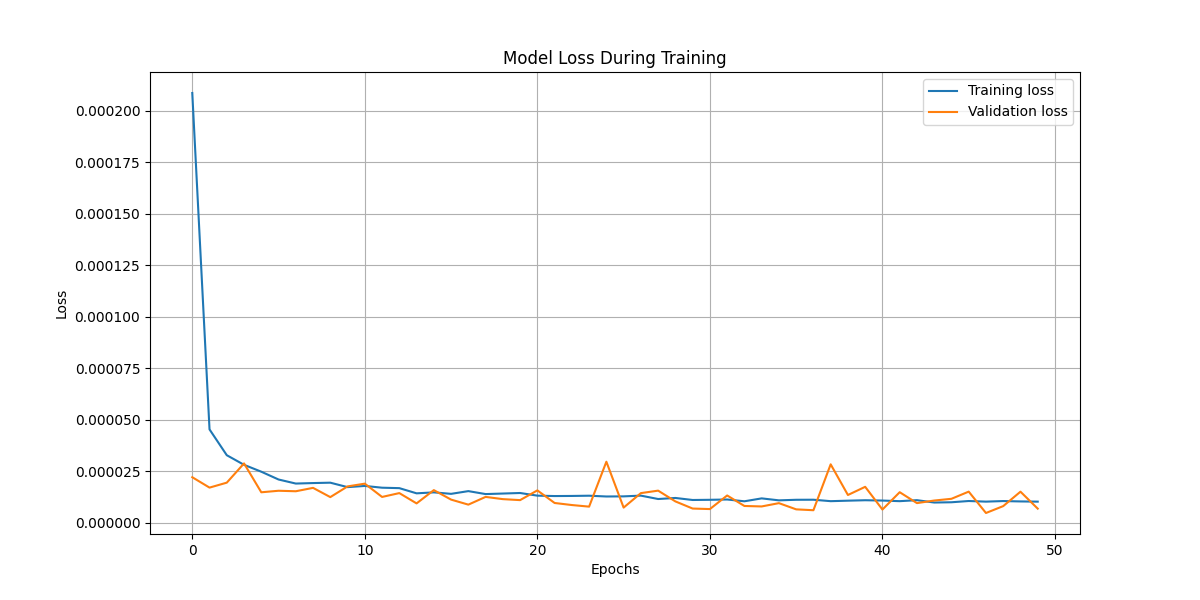 Model Loss During Training
Training loss
Validation loss
0.000200
0.000175
0.000150
0.000125
0.000100
0.000075
0.000050
0.000025
0.000000
Loss
0 10 20 30 40 50
Epochs